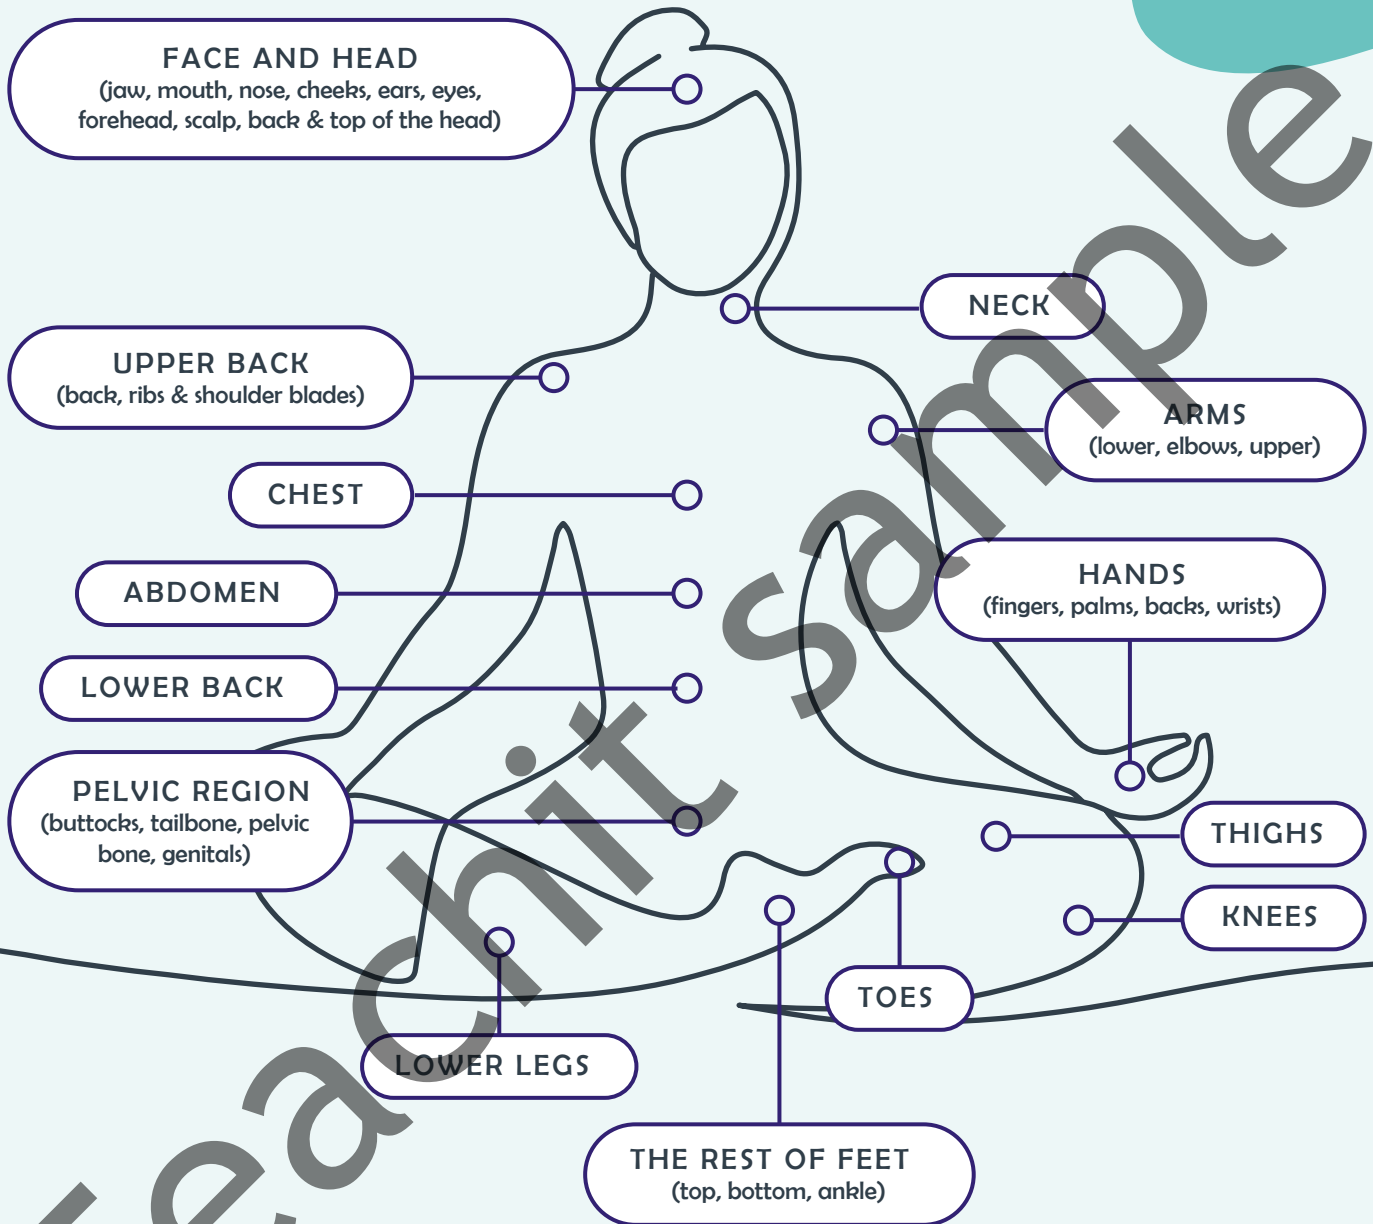 FACE AND HEAD
(jaw, mouth, nose, cheeks, ears, eyes,
forehead, scalp, back & top of the head)
NECK
UPPER BACK
(back, ribs & shoulder blades)
ARMS
(lower, elbows, upper)
CHEST
HANDS
(fingers, palms, backs, wrists)
ABDOMEN
LOWER BACK
PELVIC REGION
(buttocks, tailbone, pelvic
bone, genitals)
THIGHS
KNEES
TOES
LOWER LEGS
THE REST OF FEET
(top, bottom, ankle)
Teachit sample